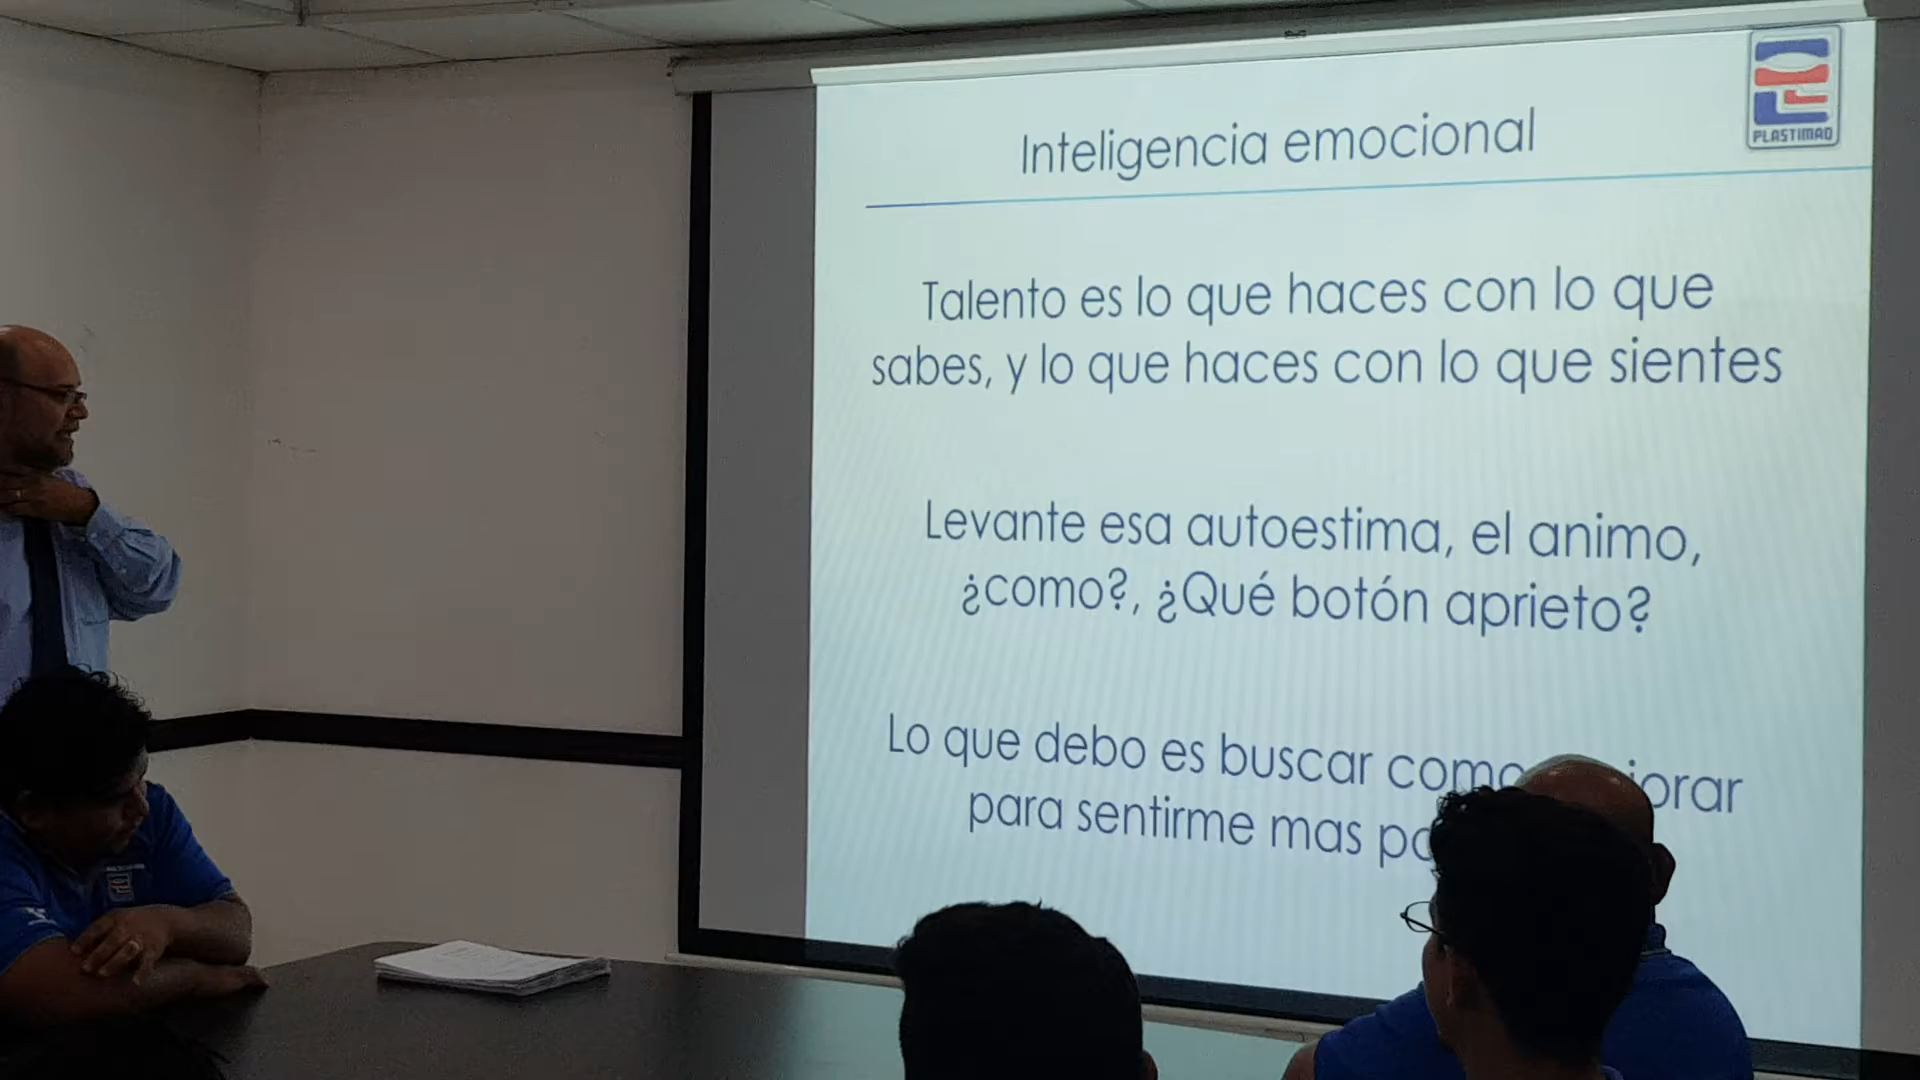 PLASTIMAQ
Inteligencia emocional
Talento es lo que haces con lo que
sabes, y lo que haces con lo que sientes
Levante esa autoestima, el animo,
¿como?, ¿Qué botón aprieto?
Lo que debo es buscar como
para sentirme mas